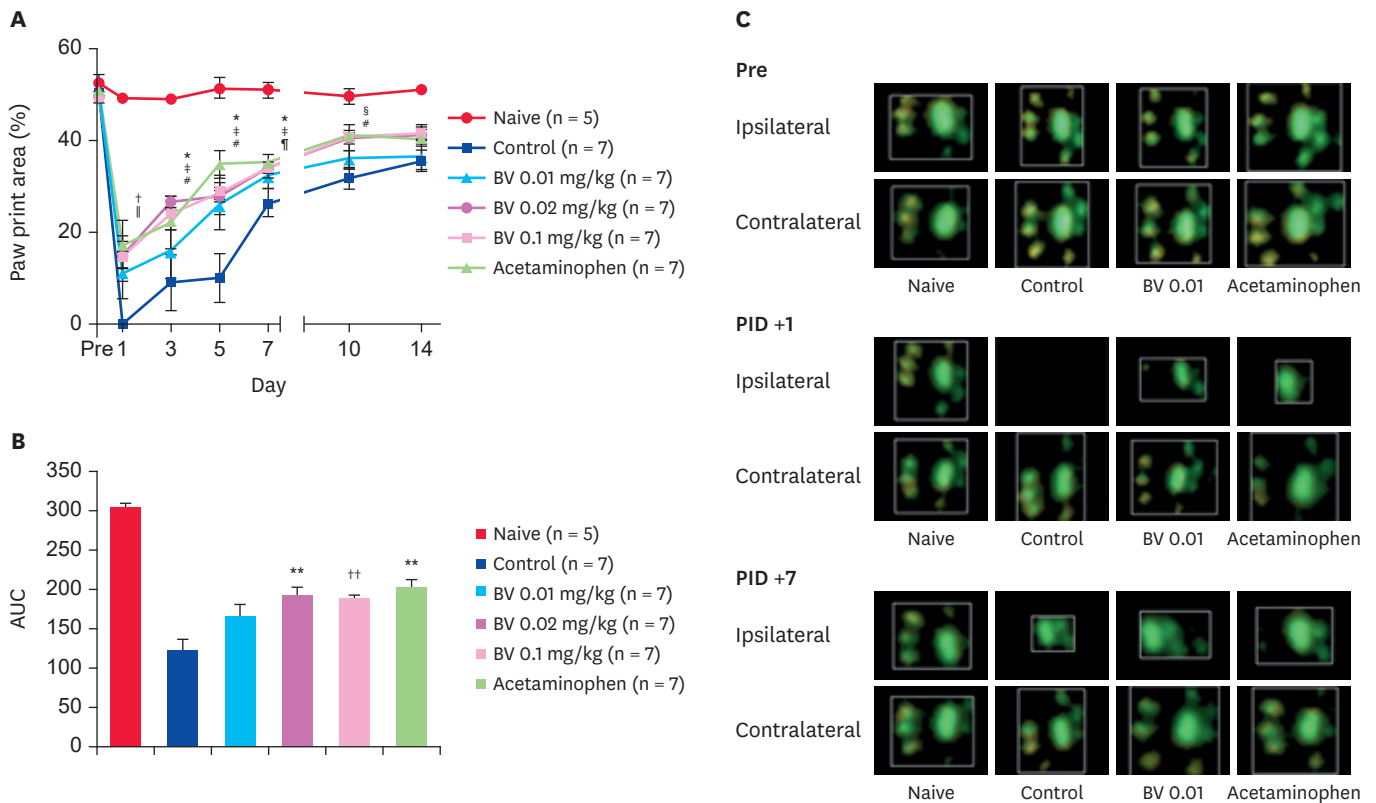 A
60
40
20
0
Paw print area (%)
* ‡ #
* ‡ ¶
§ #
* ‡ #
† ‖
Pre 1 3 5 7 10 14
Day
Naive (n = 5)
Control (n = 7)
BV 0.01 mg/kg (n = 7)
BV 0.02 mg/kg (n = 7)
BV 0.1 mg/kg (n = 7)
Acetaminophen (n = 7)
B
350
300
250
200
150
100
50
0
AUC
** †† **
Naive (n = 5)
Control (n = 7)
BV 0.01 mg/kg (n = 7)
BV 0.02 mg/kg (n = 7)
BV 0.1 mg/kg (n = 7)
Acetaminophen (n = 7)
C
Pre
Ipsilateral
Contralateral
Naive Control BV 0.01 Acetaminophen
PID +1
Ipsilateral
Contralateral
Naive Control BV 0.01 Acetaminophen
PID +7
Ipsilateral
Contralateral
Naive Control BV 0.01 Acetaminophen